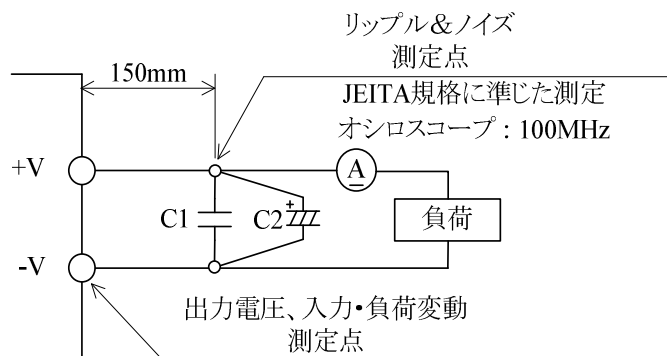 リップル&ノイズ
測定点
150mm
JEITA規格に準じた測定
オシロスコープ : 100MHz
+V
A
C1
C2
+
負荷
-V
出力電圧、入力・負荷変動
測定点